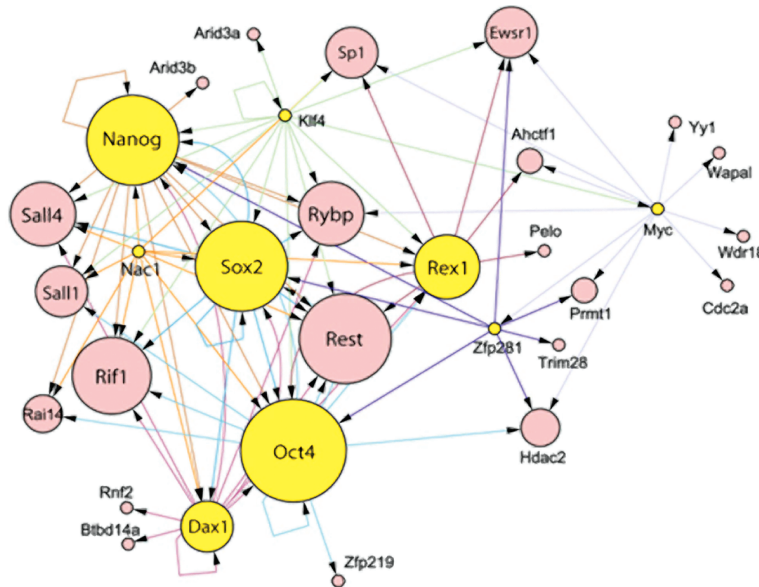 Arid3a
Sp1
Ewsr1
Arid3b
Klf4
Nanog
Ahctf1
Yy1
Wapal
Sall4
Rybp
Myc
Nac1
Sox2
Rex1
Pelo
Wdr18
Sall1
Cdc2a
Prmt1
Rest
Zfp281
Trim28
Rif1
Rai14
Oct4
Hdac2
Rnf2
Btbd14a
Dax1
Zfp219